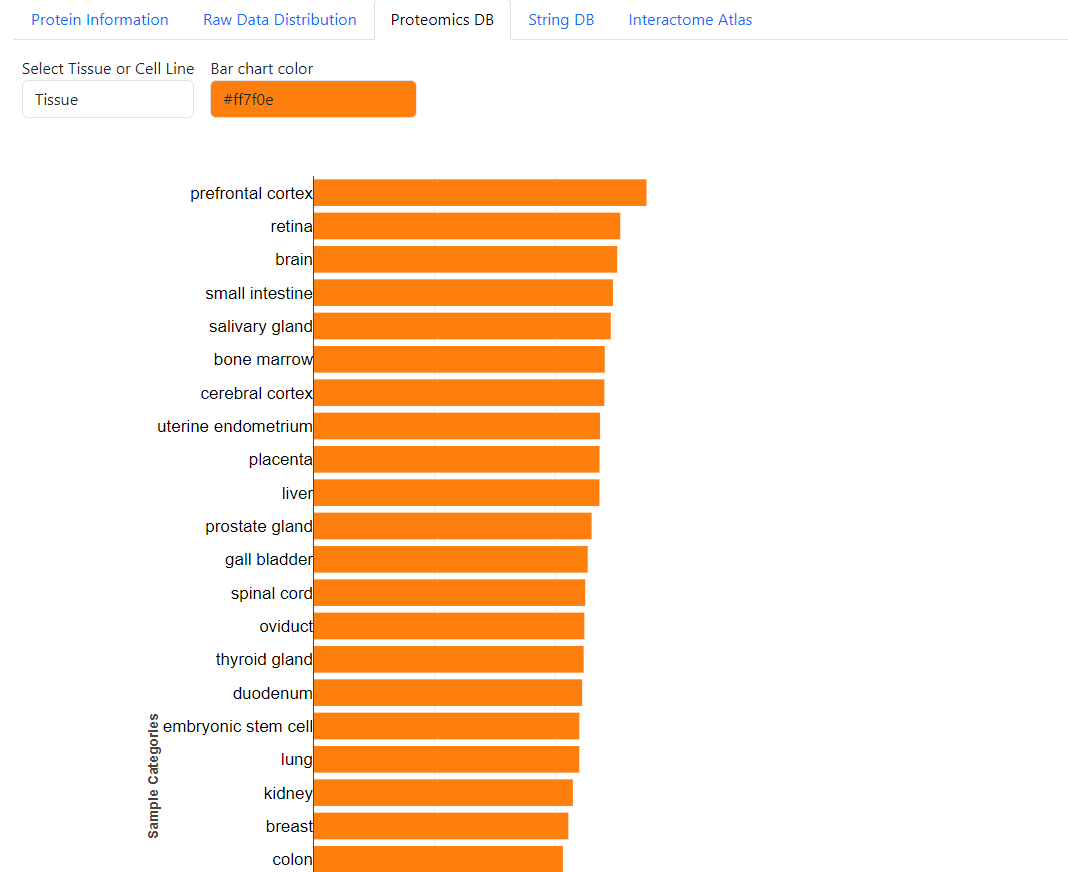 Protein Information Raw Data Distribution Proteomics DB String DB Interactome Atlas
Select Tissue or Cell Line Bar chart color
Tissue #ff7f0e
prefrontal cortex
retina
brain
small intestine
salivary gland
bone marrow
cerebral cortex
uterine endometrium
placenta
liver
prostate gland
gall bladder
spinal cord
oviduct
thyroid gland
duodenum
embryonic stem cell
lung
kidney
breast
colon
Sample Categories